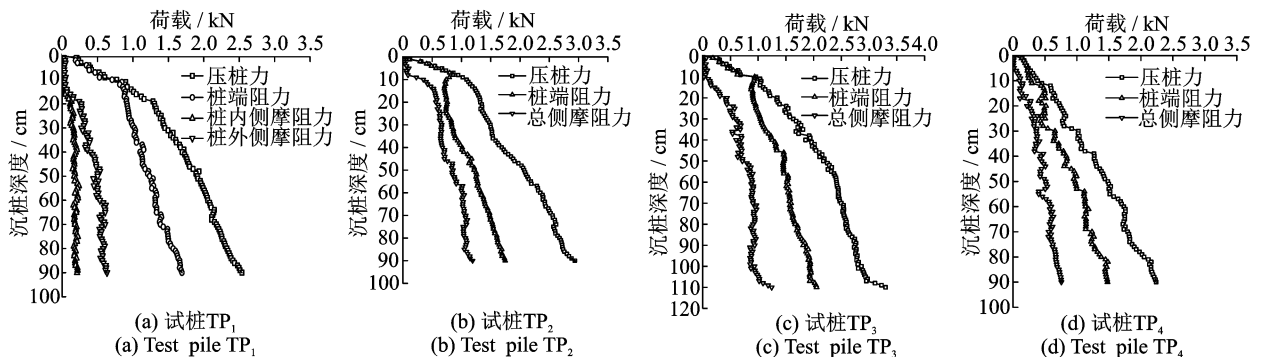 荷载 / kN
0 0.5 1.0 1.5 2.0 2.5 3.0 3.5
压桩力
桩端阻力
桩内侧摩阻力
桩外侧摩阻力
沉桩深度 / cm
10
20
30
40
50
60
70
80
90
100
(a) 试桩TP1
(a) Test pile TP1
荷载 / kN
0 0.5 1.0 1.5 2.0 2.5 3.0 3.5
压桩力
桩端阻力
总侧摩阻力
沉桩深度 / cm
10
20
30
40
50
60
70
80
90
100
(b) 试桩TP2
(b) Test pile TP2
荷载 / kN
0 0.5 1.0 1.5 2.0 2.5 3.0 3.5 4.0
压桩力
桩端阻力
总侧摩阻力
沉桩深度 / cm
10
20
30
40
50
60
70
80
90
100
110
120
(c) 试桩TP3
(c) Test pile TP3
荷载 / kN
0 0.5 1.0 1.5 2.0 2.5 3.0 3.5
压桩力
桩端阻力
总侧摩阻力
沉桩深度 / cm
10
20
30
40
50
60
70
80
90
100
(d) 试桩TP4
(d) Test pile TP4